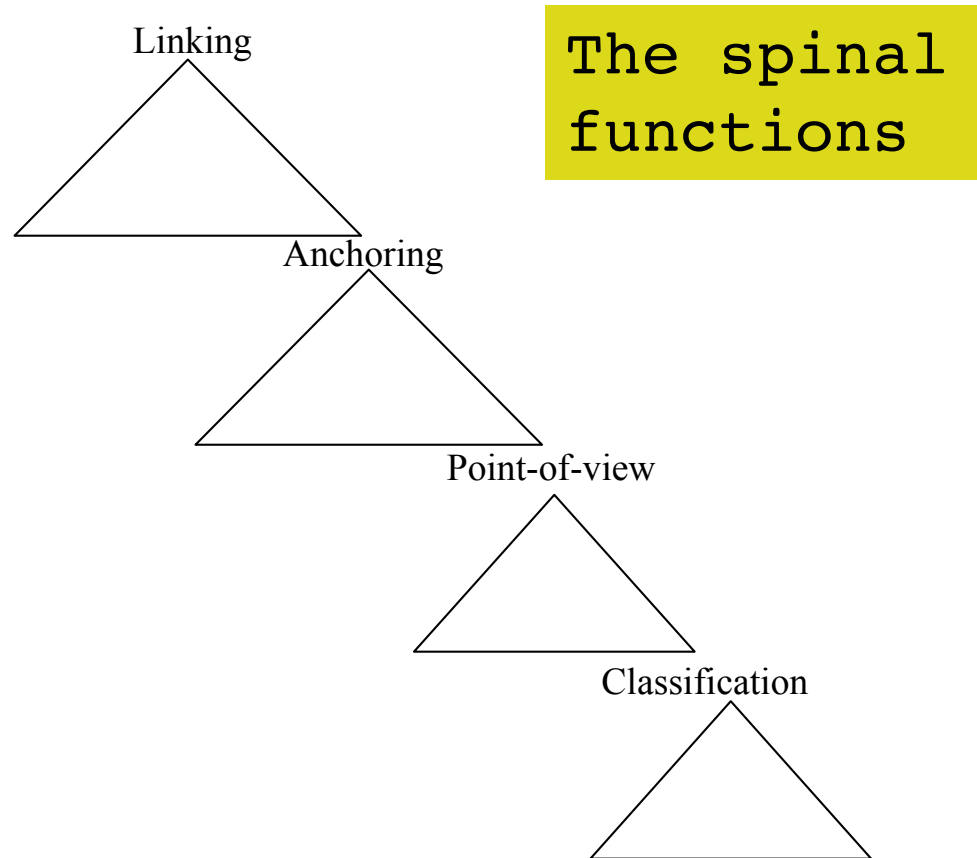 The spinal
functions
Linking
Anchoring
Point-of-view
Classification